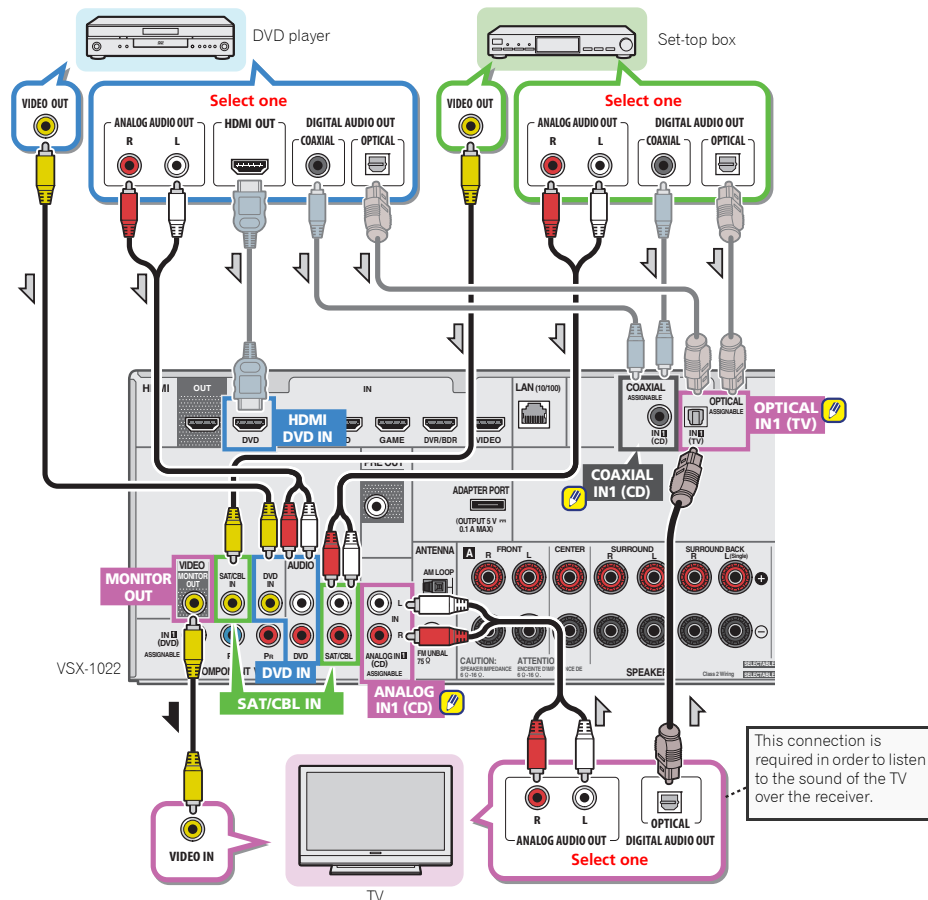 DVD player
Set-top box
VIDEO OUT
Select one
ANALOG AUDIO OUT
R
L
HDMI OUT
DIGITAL AUDIO OUT
COAXIAL
OPTICAL
VIDEO OUT
Select one
ANALOG AUDIO OUT
R
L
DIGITAL AUDIO OUT
COAXIAL
OPTICAL
OUT
IN
LAN (10/100)
COAXIAL
ASSIGNABLE
IN 1
(CD)
OPTICAL
ASSIGNABLE
IN 1
(TV)
OPTICAL
IN1 (TV)
DVD
HDMI
DVD IN
GAME
DVR/BDR
VIDEO
COAXIAL
IN1 (CD)
PRE OUT
ADAPTER PORT
(OUTPUT 5 V
0.1 A MAX)
ANTENNA
AM LOOP
FM UNBAL
75 Ω
A
FRONT
R
L
CENTER
SURROUND
R
L
SURROUND BACK
R
L (Single)
MONITOR
OUT
VIDEO
MONITOR
OUT
SAT/CBL
IN
DVD
IN
AUDIO
L
IN
R
IN 1
(DVD)
ASSIGNABLE
PR
DVD
SAT/CBL
ANALOG IN 1
(CD)
ASSIGNABLE
CAUTION:
SPEAKER IMPEDANCE
6 Ω-16 Ω.
SPEAKER
Class 2 Wiring
SELECTABLE
SELECTABLE
VSX-1022
DVD IN
SAT/CBL IN
ANALOG
IN1 (CD)
This connection is
required in order to listen
to the sound of the TV
over the receiver.
VIDEO IN
TV
R
L
ANALOG AUDIO OUT
OPTICAL
DIGITAL AUDIO OUT
Select one